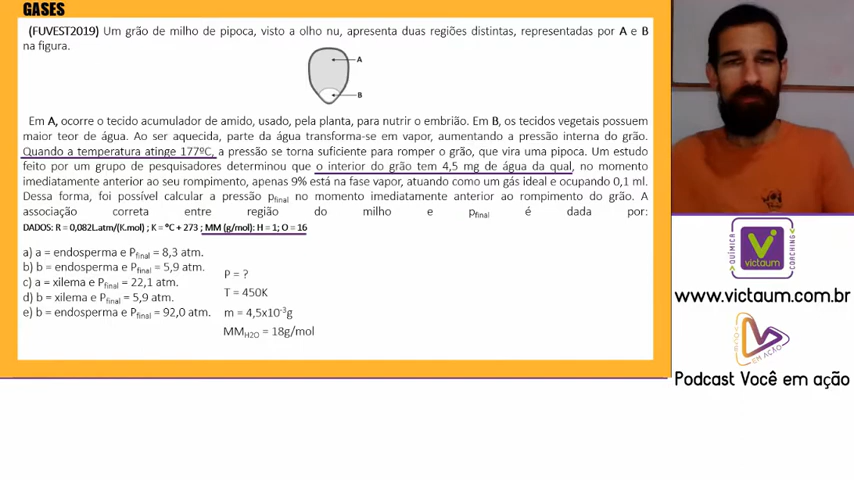 GASES
(FUVEST2019) Um grão de milho de pipoca, visto a olho nu, apresenta duas regiões distintas, representadas por A e B
na figura.
A
B
Em A, ocorre o tecido acumulador de amido, usado, pela planta, para nutrir o embrião. Em B, os tecidos vegetais possuem
maior teor de água. Ao ser aquecida, parte da água transforma-se em vapor, aumentando a pressão interna do grão.
Quando a temperatura atinge 177ºC, a pressão se torna suficiente para romper o grão, que vira uma pipoca. Um estudo
feito por um grupo de pesquisadores determinou que o interior do grão tem 4,5 mg de água da qual, no momento
imediatamente anterior ao seu rompimento, apenas 9% está na fase vapor, atuando como um gás ideal e ocupando 0,1 ml.
Dessa forma, foi possível calcular a pressão pfinal no momento imediatamente anterior ao rompimento do grão. A
associação correta entre região do milho e pfinal é dada por:
DADOS: R = 0,082L.atm/(K.mol) ; K = ºC + 273 ; MM (g/mol): H = 1; O = 16
a) a = endosperma e Pfinal = 8,3 atm.
b) b = endosperma e Pfinal = 5,9 atm.
c) a = xilema e Pfinal = 22,1 atm.
d) b = xilema e Pfinal = 5,9 atm.
e) b = endosperma e Pfinal = 92,0 atm.
P = ?
T = 450K
m = 4,5x10⁻³g
MMH2O = 18g/mol
QUÍMICA
victaum
COACHING
www.victaum.com.br
EM AÇÃO
Podcast Você em ação